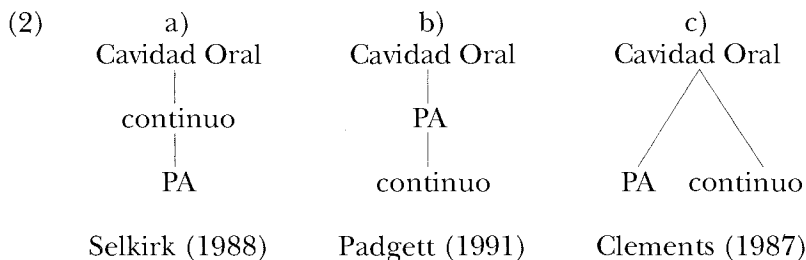 (2) a) b) c)
Cavidad Oral Cavidad Oral Cavidad Oral
continuo PA
PA continuo PA continuo
Selkirk (1988) Padgett (1991) Clements (1987)